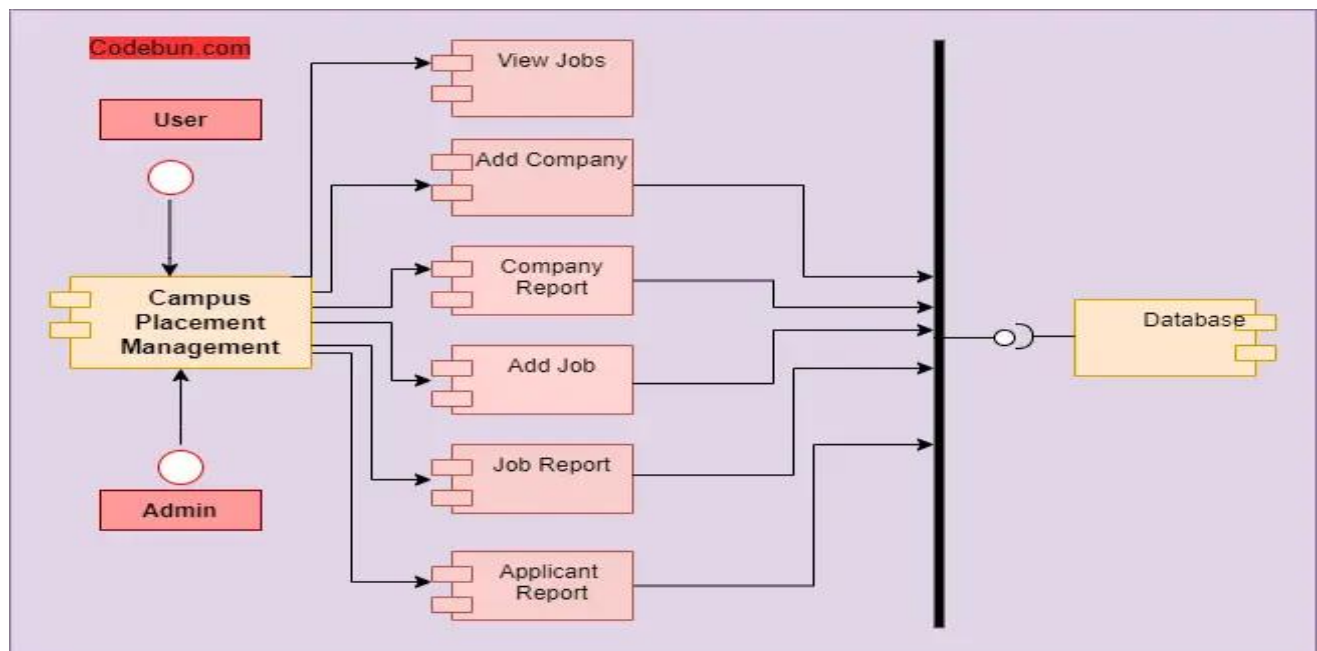 Codebun.com
User
Campus
Placement
Management
Admin
View Jobs
Add Company
Company
Report
Add Job
Job Report
Applicant
Report
Database